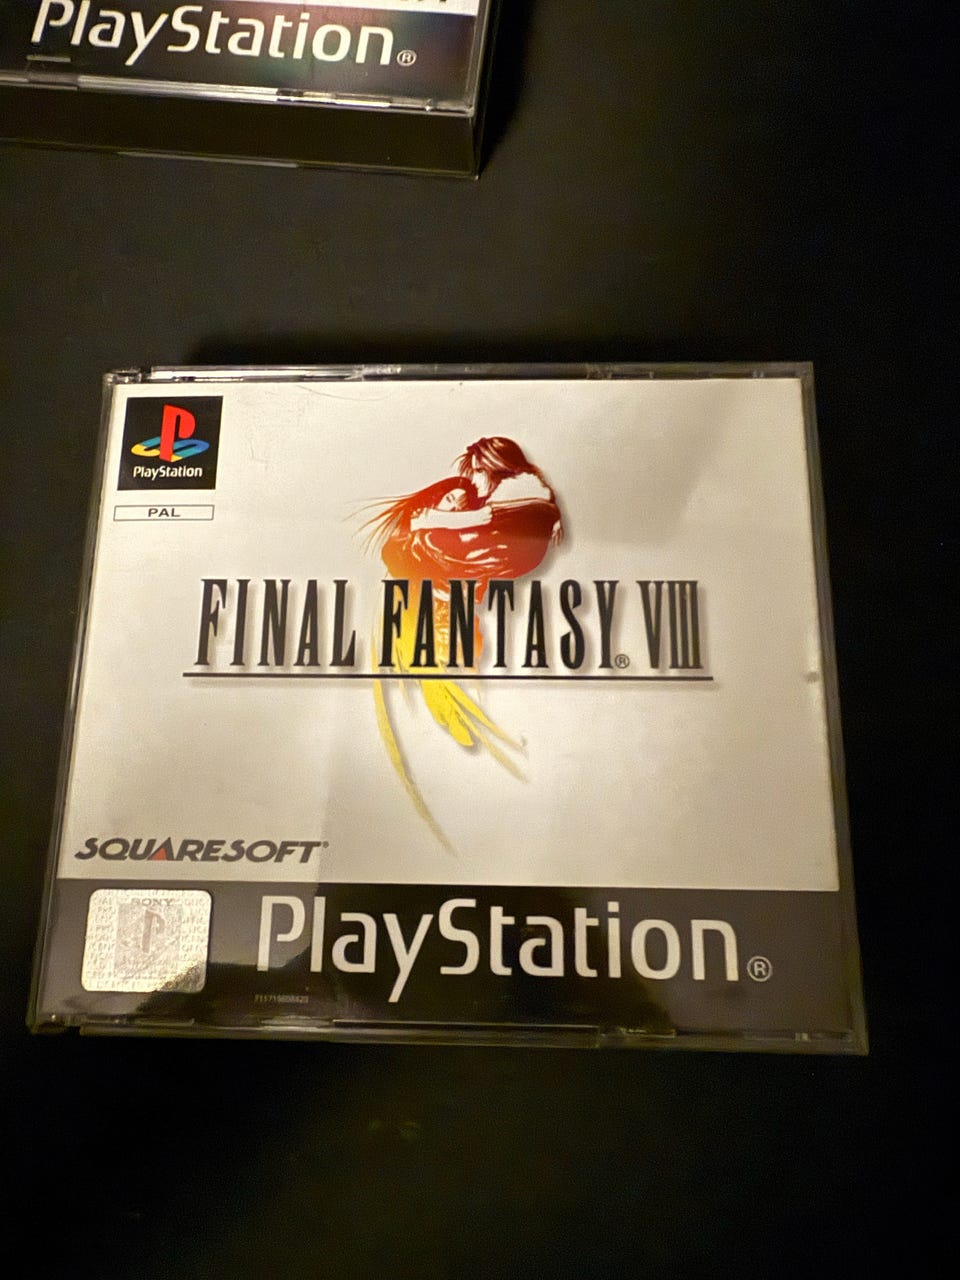 PlayStation®
PlayStation
PAL
FINAL FANTASY® VIII
SQUARESOFT®
SONY
PlayStation®